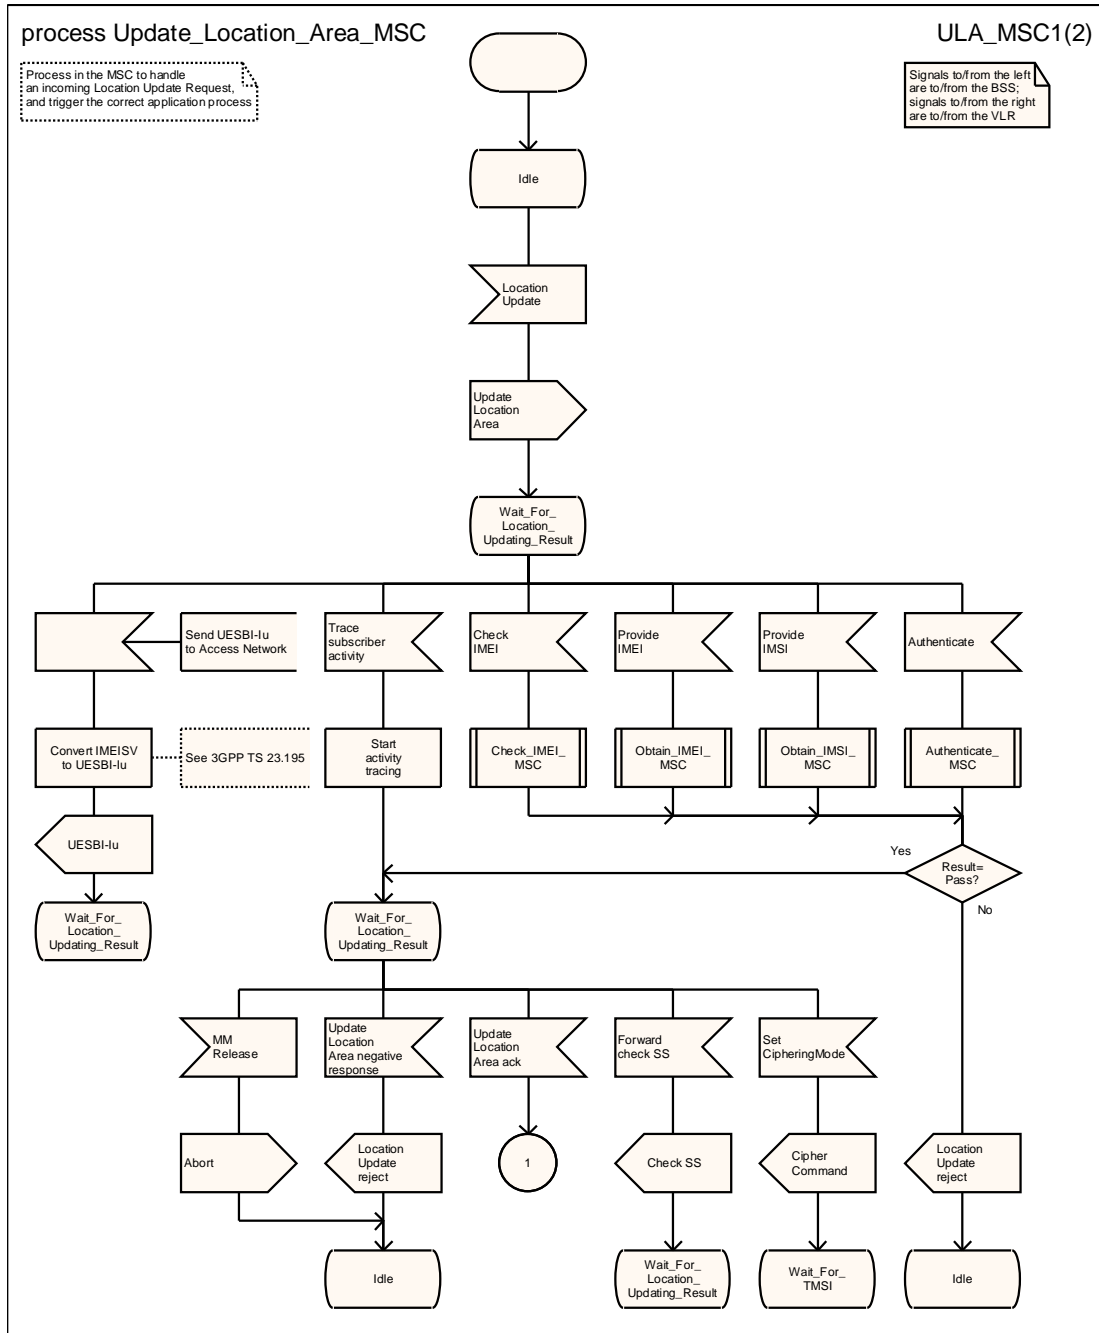 process Update_Location_Area_MSC
ULA_MSC1(2)
Process in the MSC to handle
an incoming Location Update Request,
and trigger the correct application process
Signals to/from the left
are to/from the BSS;
signals to/from the right
are to/from the VLR
Idle
Location
Update
Update
Location
Area
Wait_For_
Location_
Updating_Result
Send UESBI-Iu
to Access Network
Trace
subscriber
activity
Check
IMEI
Provide
IMEI
Provide
IMSI
Authenticate
Convert IMEISV
to UESBI-Iu
See 3GPP TS 23.195
Start
activity
tracing
Check_IMEI_
MSC
Obtain_IMEI_
MSC
Obtain_IMSI_
MSC
Authenticate_
MSC
UESBI-Iu
Yes
Result=
Pass?
No
Wait_For_
Location_
Updating_Result
Wait_For_
Location_
Updating_Result
MM
Release
Update
Location
Area negative
response
Update
Location
Area ack
Forward
check SS
Set
CipheringMode
Abort
Location
Update
reject
1
Check SS
Cipher
Command
Location
Update
reject
Idle
Wait_For_
Location_
Updating_Result
Wait_For_
TMSI
Idle